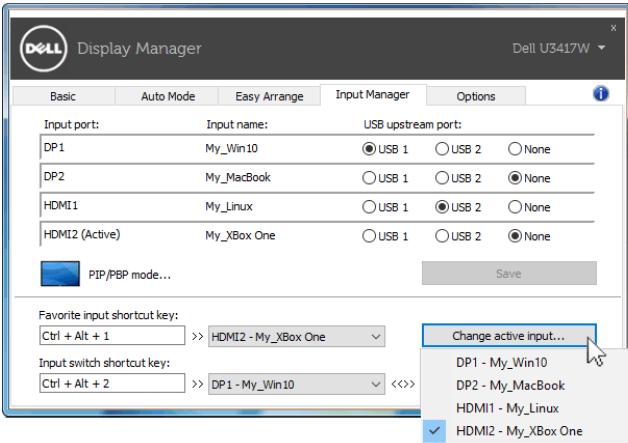 x
DELL Display Manager Dell U3417W
Basic Auto Mode Easy Arrange Input Manager Options
Input port: Input name: USB upstream port:
DP1 My_Win10 USB 1 USB 2 None
DP2 My_MacBook USB 1 USB 2 None
HDMI1 My_Linux USB 1 USB 2 None
HDMI2 (Active) My_XBox One USB 1 USB 2 None
PIP/PBP mode... Save
Favorite input shortcut key:
Ctrl + Alt + 1 >> HDMI2 - My_XBox One Change active input...
Input switch shortcut key:
Ctrl + Alt + 2 >> DP1 - My_Win10 <<>>
DP1 - My_Win10
DP2 - My_MacBook
HDMI1 - My_Linux
HDMI2 - My_XBox One